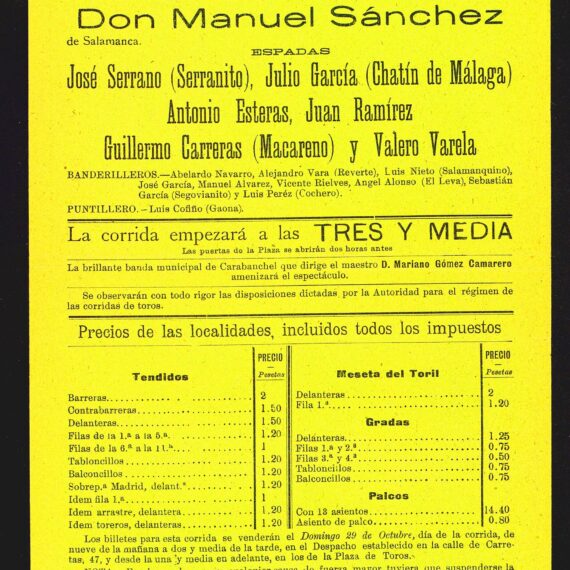 Don Manuel Sánchez
de Salamanca.
ESPADAS
José Serrano (Serranito), Julio García (Chatín de Málaga)
Antonio Esteras, Juan Ramírez
Guillermo Carreras (Macareno) y Valero Varela
BANDERILLEROS.—Abelardo Navarro, Alejandro Vara (Reverte), Luis Nieto (Salamanquino),
José García, Manuel Alvarez, Vicente Rielves, Angel Alonso (El Leva), Sebastián
García (Segovianito) y Luis Peréz (Cochero).
PUNTILLERO.—Luis Cofiño (Gaona).
La corrida empezará a las TRES Y MEDIA
Las puertas de la Plaza se abrirán dos horas antes
La brillante banda municipal de Carabanchel que dirige el maestro D. Mariano Gómez Camarero
amenizará el espectáculo.
Se observarán con todo rigor las disposiciones dictadas por la Autoridad para el régimen de
las corridas de toros.
Precios de las localidades, incluidos todos los impuestos
Tendidos PRECIO — Pesetas
Barreras 2
Contrabarreras 1.50
Delanteras 1.50
Filas de la 1.ª a la 5.ª 1.20
Filas de la 6.ª a la 11.ª 1
Tabloncillos 1.20
Balconcillos 1.20
Sobrep.ª Madrid, delant.ª 1.20
Idem fila 1.ª 1
Idem arrastre, delantera 1.20
Idem toreros, delanteras 1.20
Meseta del Toril PRECIO — Pesetas
Delanteras 2
Fila 1.ª 1.20
Gradas
Delánteras 1.25
Filas 1.ª y 2.ª 0.75
Filas 3.ª y 4.ª 0.50
Tabloncillos 0.75
Balconcillos 0.75
Palcos
Con 13 asientos 14.40
Asiento de palco 0.80
Los billetes para esta corrida se venderán el Domingo 29 de Octubre, día de la corrida, de
nueve de la mañana a dos y media de la tarde, en el Despacho establecido en la calle de Carre-
tas, 47, y desde la una y media en adelante, en los de la Plaza de Toros.